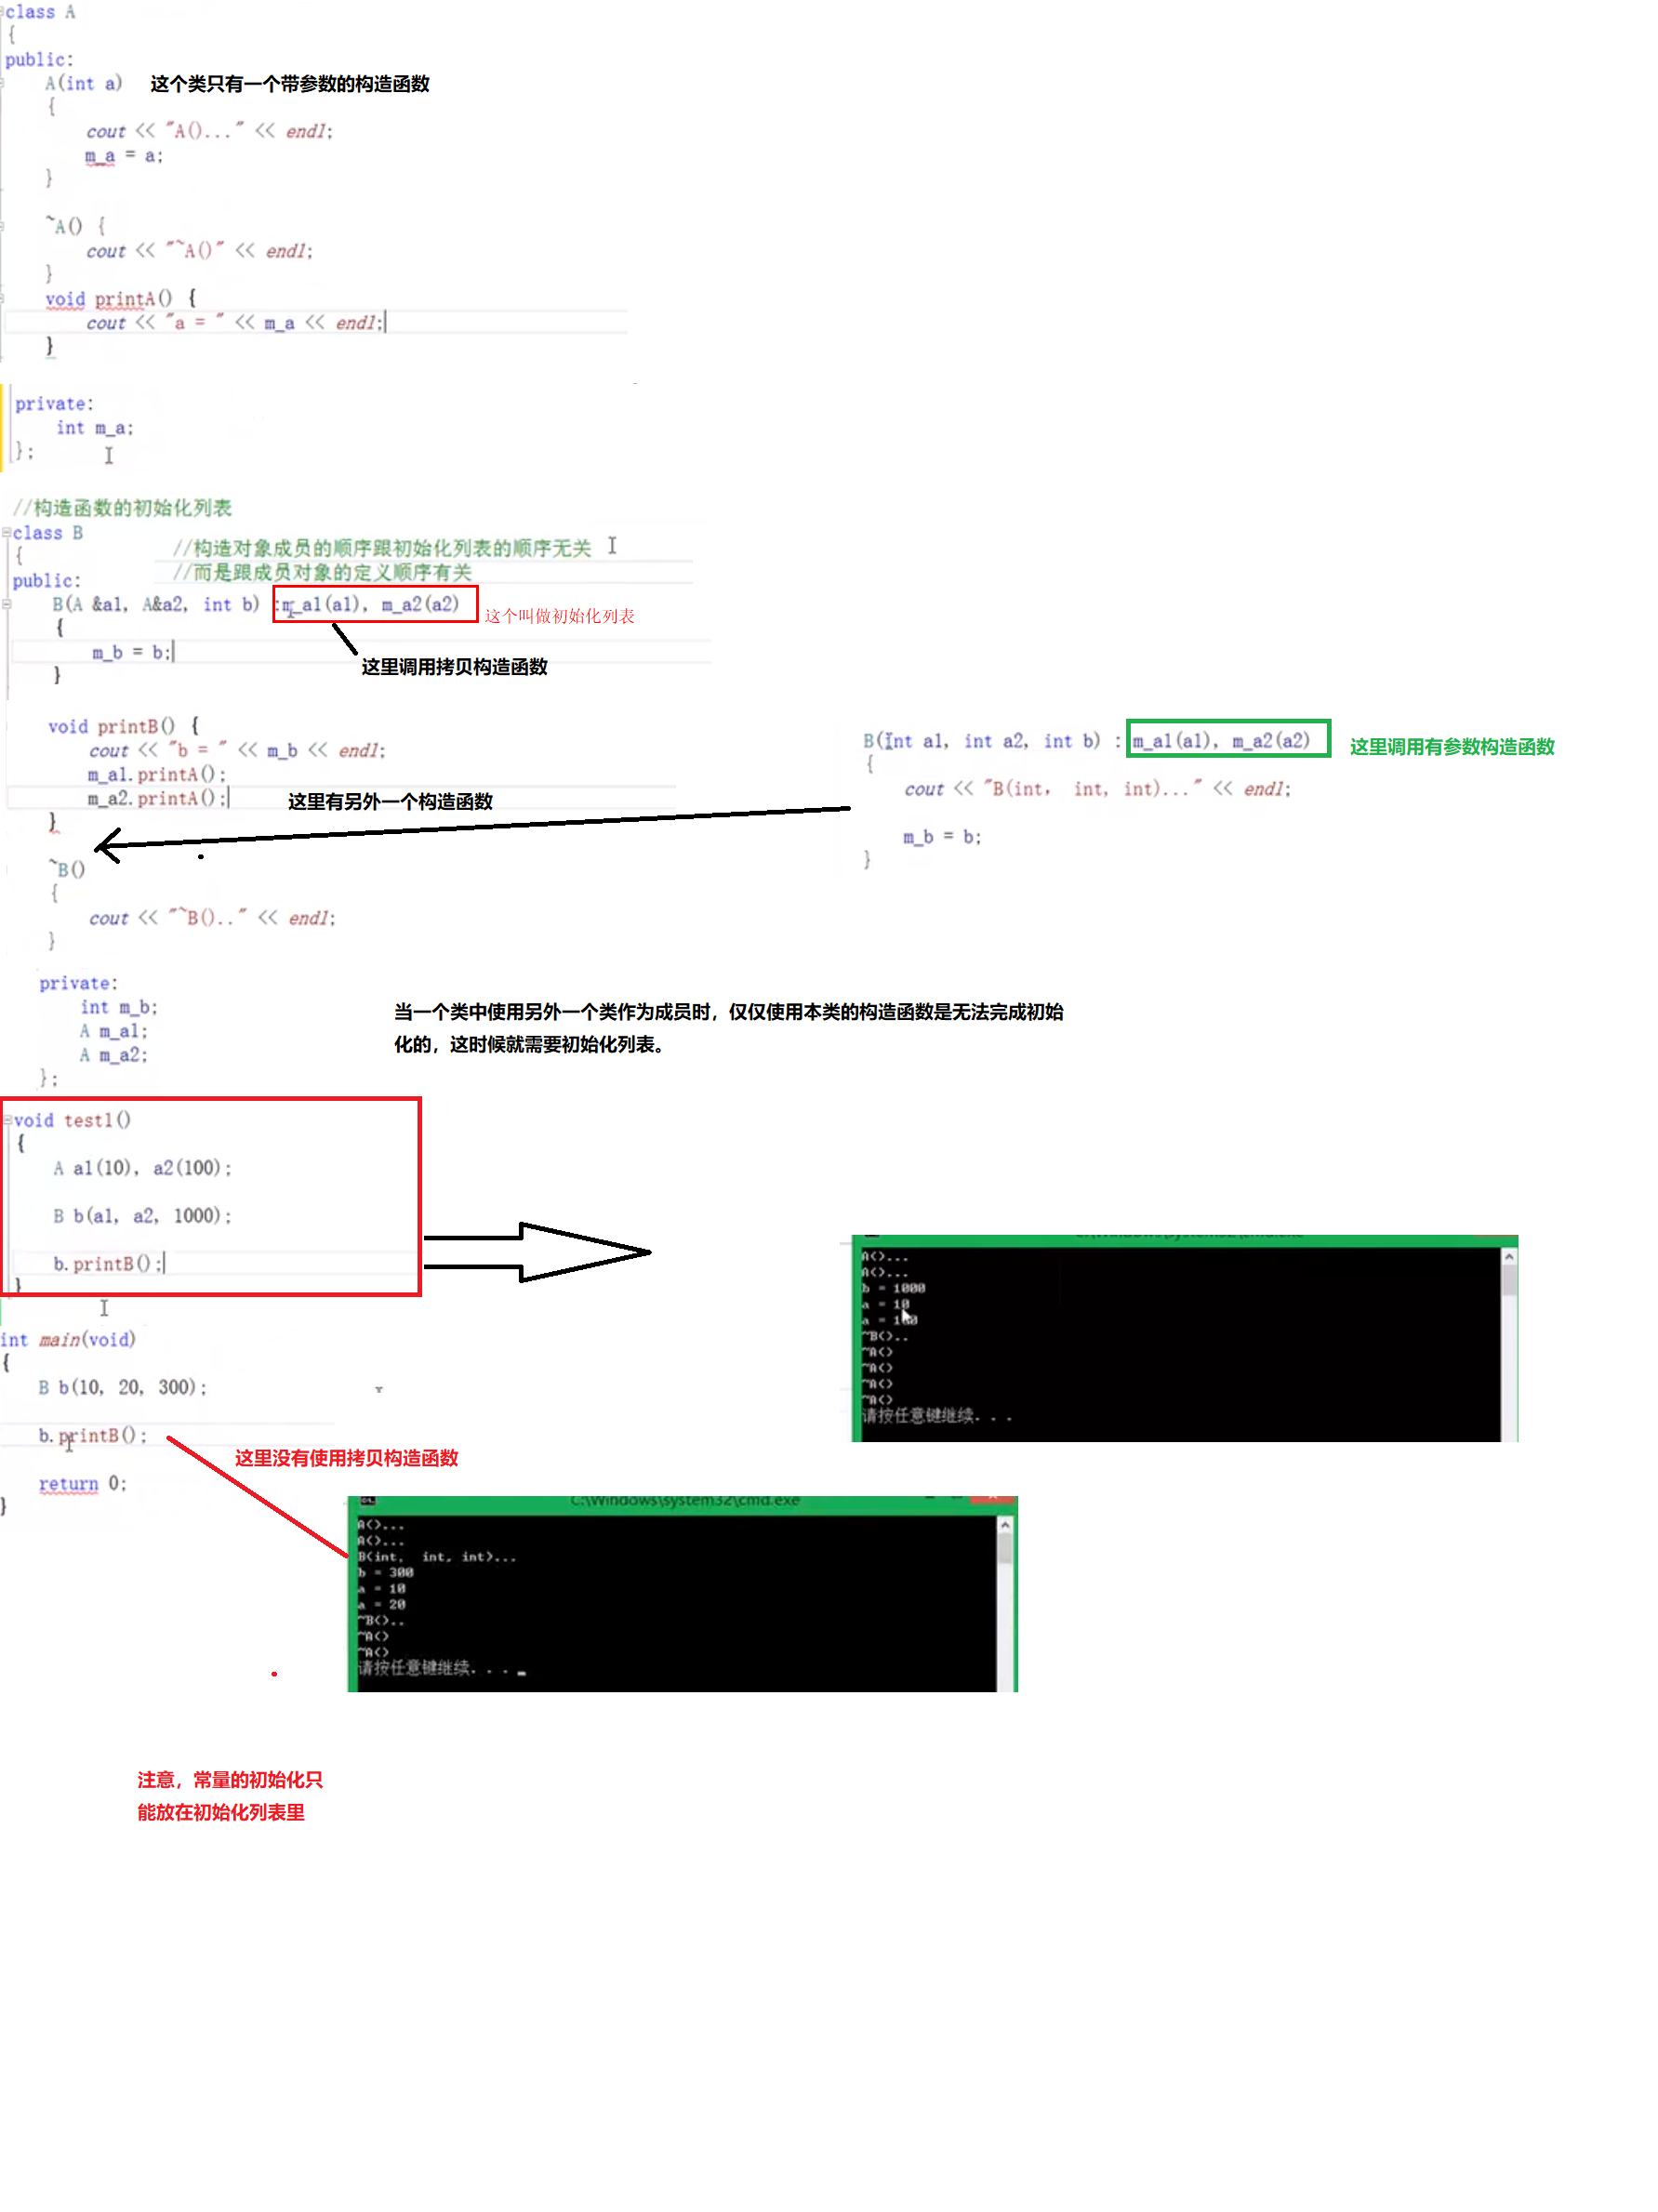 class A
{
public:
A(int a) 这个类只有一个带参数的构造函数
{
cout << "A()..." << endl;
m_a = a;
}
~A() {
cout << "~A()" << endl;
}
void printA() {
cout << "a = " << m_a << endl;
}
private:
int m_a;
};
//构造函数的初始化列表
class B
{
//构造对象成员的顺序跟初始化列表的顺序无关
//而是跟成员对象的定义顺序有关
public:
B(A &a1, A&a2, int b) :m_a1(a1), m_a2(a2) 这个叫做初始化列表
{
m_b = b;
}
这里调用拷贝构造函数
void printB() {
cout << "b = " << m_b << endl;
m_a1.printA();
m_a2.printA();
}
这里有另外一个构造函数
B(int a1, int a2, int b) : m_a1(a1), m_a2(a2) 这里调用有参数构造函数
{
cout << "B(int, int, int)..." << endl;
m_b = b;
}
~B()
{
cout << "~B().." << endl;
}
private:
int m_b;
A m_a1;
A m_a2;
};
当一个类中使用另外一个类作为成员时，仅仅使用本类的构造函数是无法完成初始
化的，这时候就需要初始化列表。
void test1()
{
A a1(10), a2(100);
B b(a1, a2, 1000);
b.printB();
}
A()...
A()...
b = 1000
a = 10
a = 100
~B()..
~A()
~A()
~A()
~A()
请按任意键继续. . .
int main(void)
{
B b(10, 20, 300);
b.printB();
return 0;
}
这里没有使用拷贝构造函数
C:\Windows\system32\cmd.exe
A()...
A()...
B(int, int, int)...
b = 300
a = 10
a = 20
~B()..
~A()
~A()
请按任意键继续. . .
注意，常量的初始化只
能放在初始化列表里